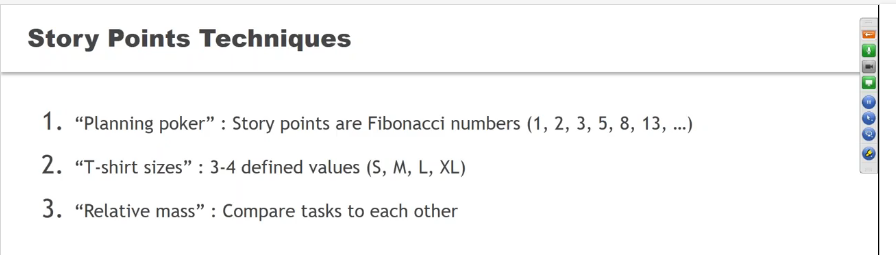 Story Points Techniques
1. “Planning poker” : Story points are Fibonacci numbers (1, 2, 3, 5, 8, 13, …)
2. “T-shirt sizes” : 3-4 defined values (S, M, L, XL)
3. “Relative mass” : Compare tasks to each other